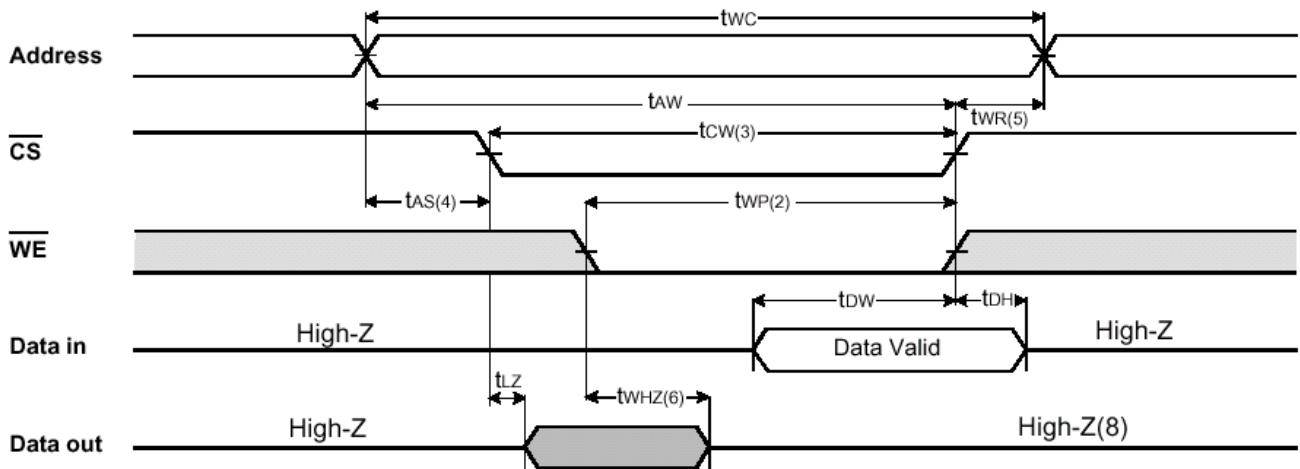 tWC
Address
tAW
tWR(5)
tCW(3)
CS
tAS(4)
tWP(2)
WE
tDW
tDH
High-Z
High-Z
Data in
Data Valid
tLZ
tWHZ(6)
High-Z
High-Z(8)
Data out